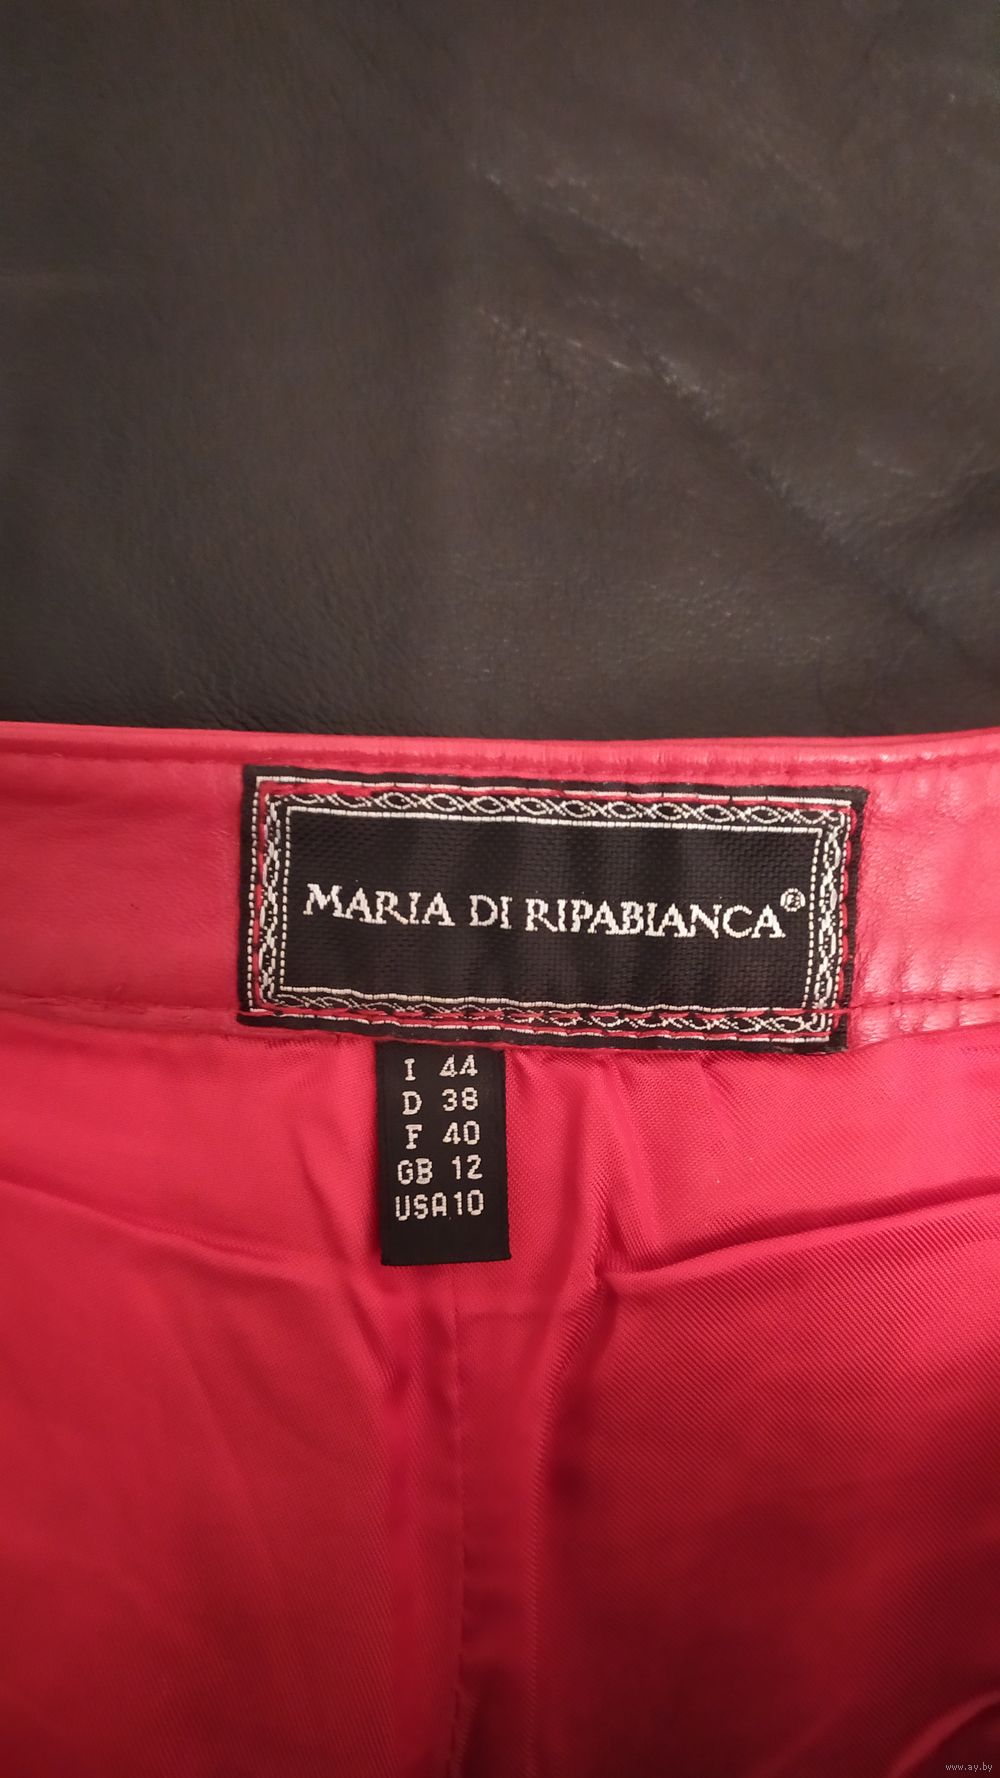 MARIA DI RIPABIANCA®
I 44
D 38
F 40
GB 12
USA10
www.ay.by